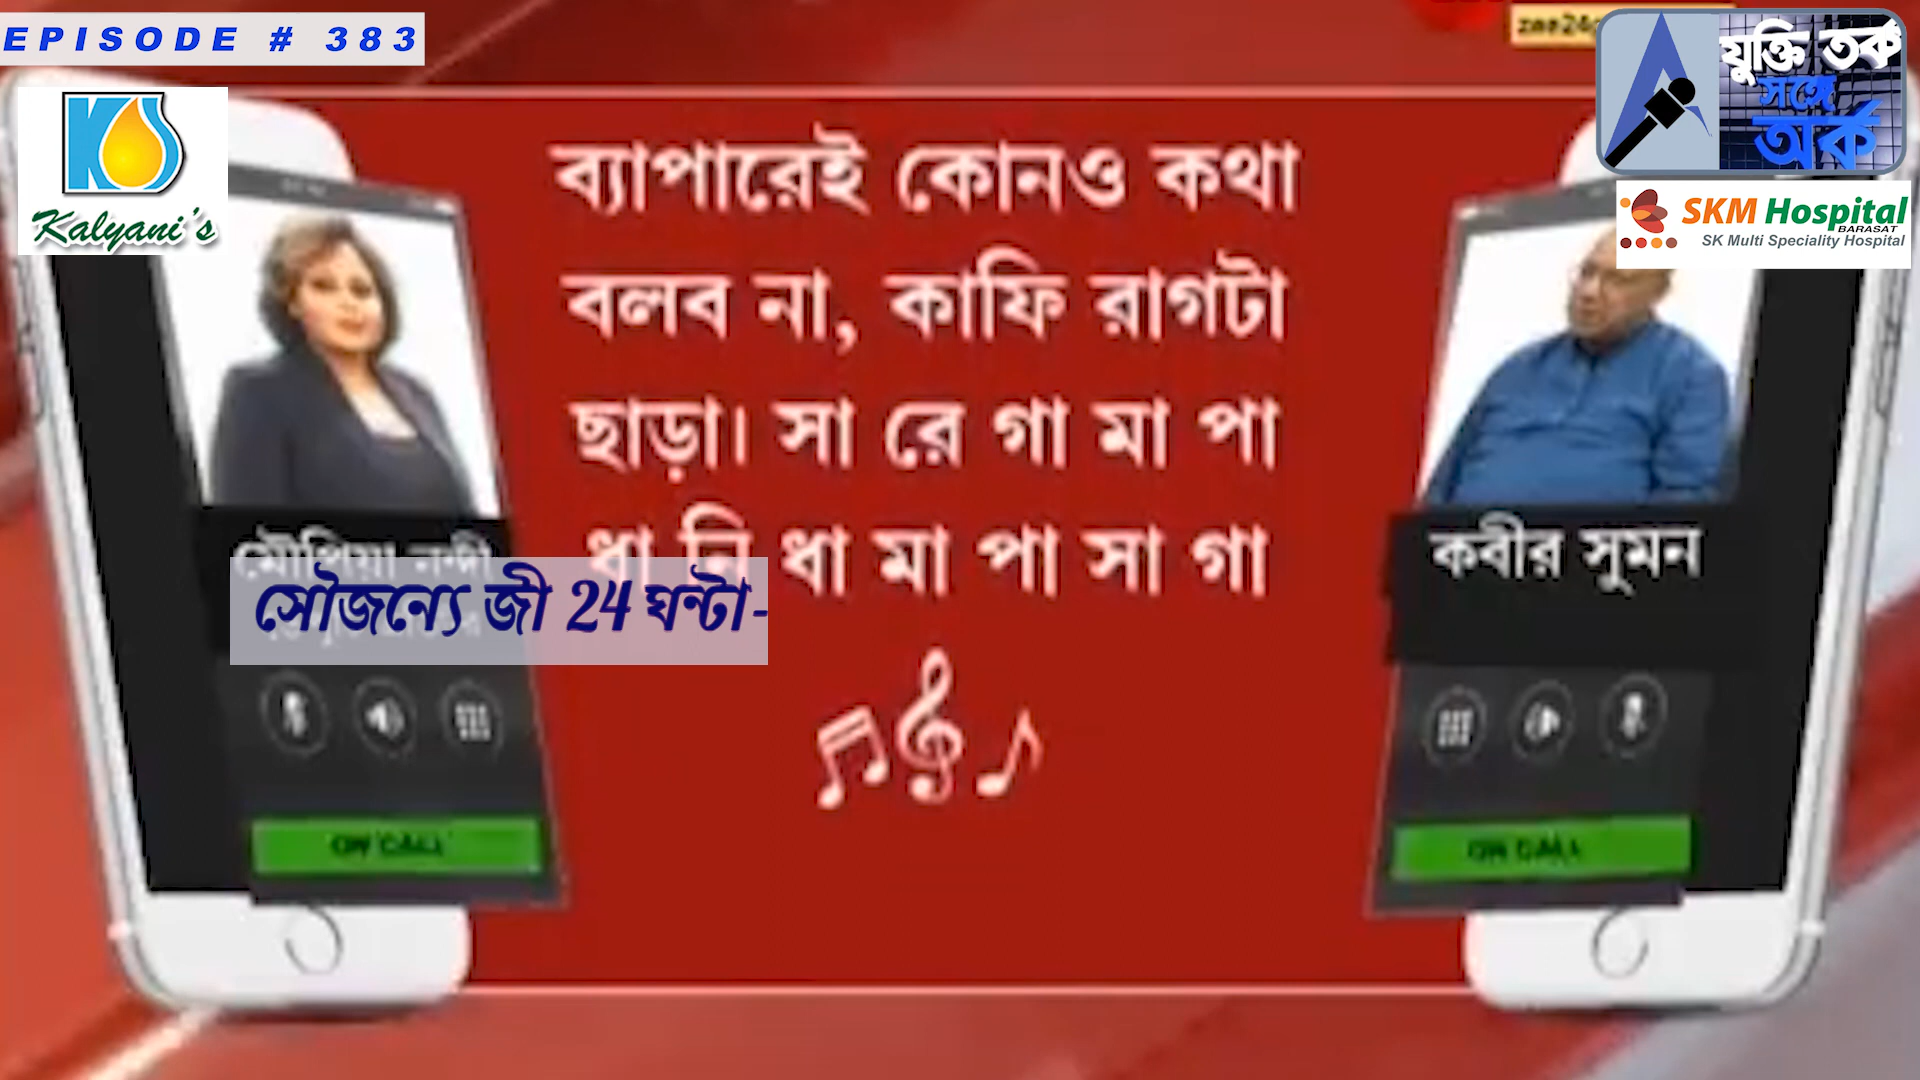 EPISODE # 383
যুক্তি তর্ক
সঙ্গে
অর্ক
KS
Kalyani's
SKM Hospital
BARASAT
SK Multi Speciality Hospital
ব্যাপারেই কোনও কথা
বলব না, কাফি রাগটা
ছাড়া। সা রে গা মা পা
ধা নি ধা মা পা সা গা
কবীর সুমন
সৌজন্যে জী 24 ঘন্টা-
ON CALL
ON CALL